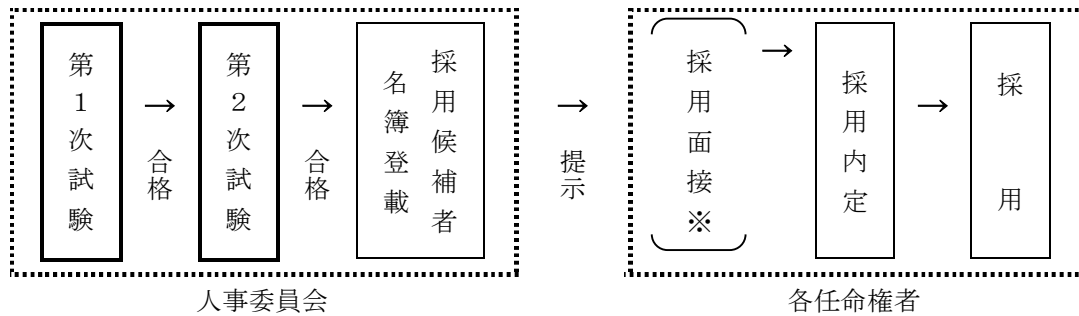 第１次試験
→
合格
第２次試験
→
合格
採用候補者
名簿登載
→
提示
採用面接※
→
採用内定
→
採用
人事委員会
各任命権者